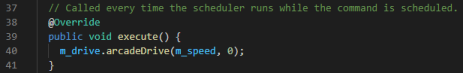 37 // Called every time the scheduler runs while the command is scheduled.
38 @Override
39 public void execute() {
40 m_drive.arcadeDrive(m_speed, 0);
41 }